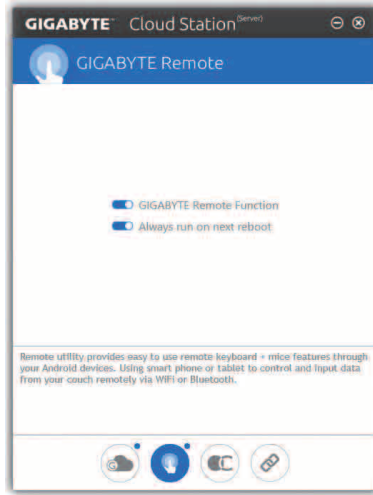 GIGABYTE™ Cloud Station (Server)
GIGABYTE Remote
GIGABYTE Remote Function
Always run on next reboot
Remote utility provides easy to use remote keyboard + mice features through
your Android devices. Using smart phone or tablet to control and input data
from your couch remotely via WiFi or Bluetooth.